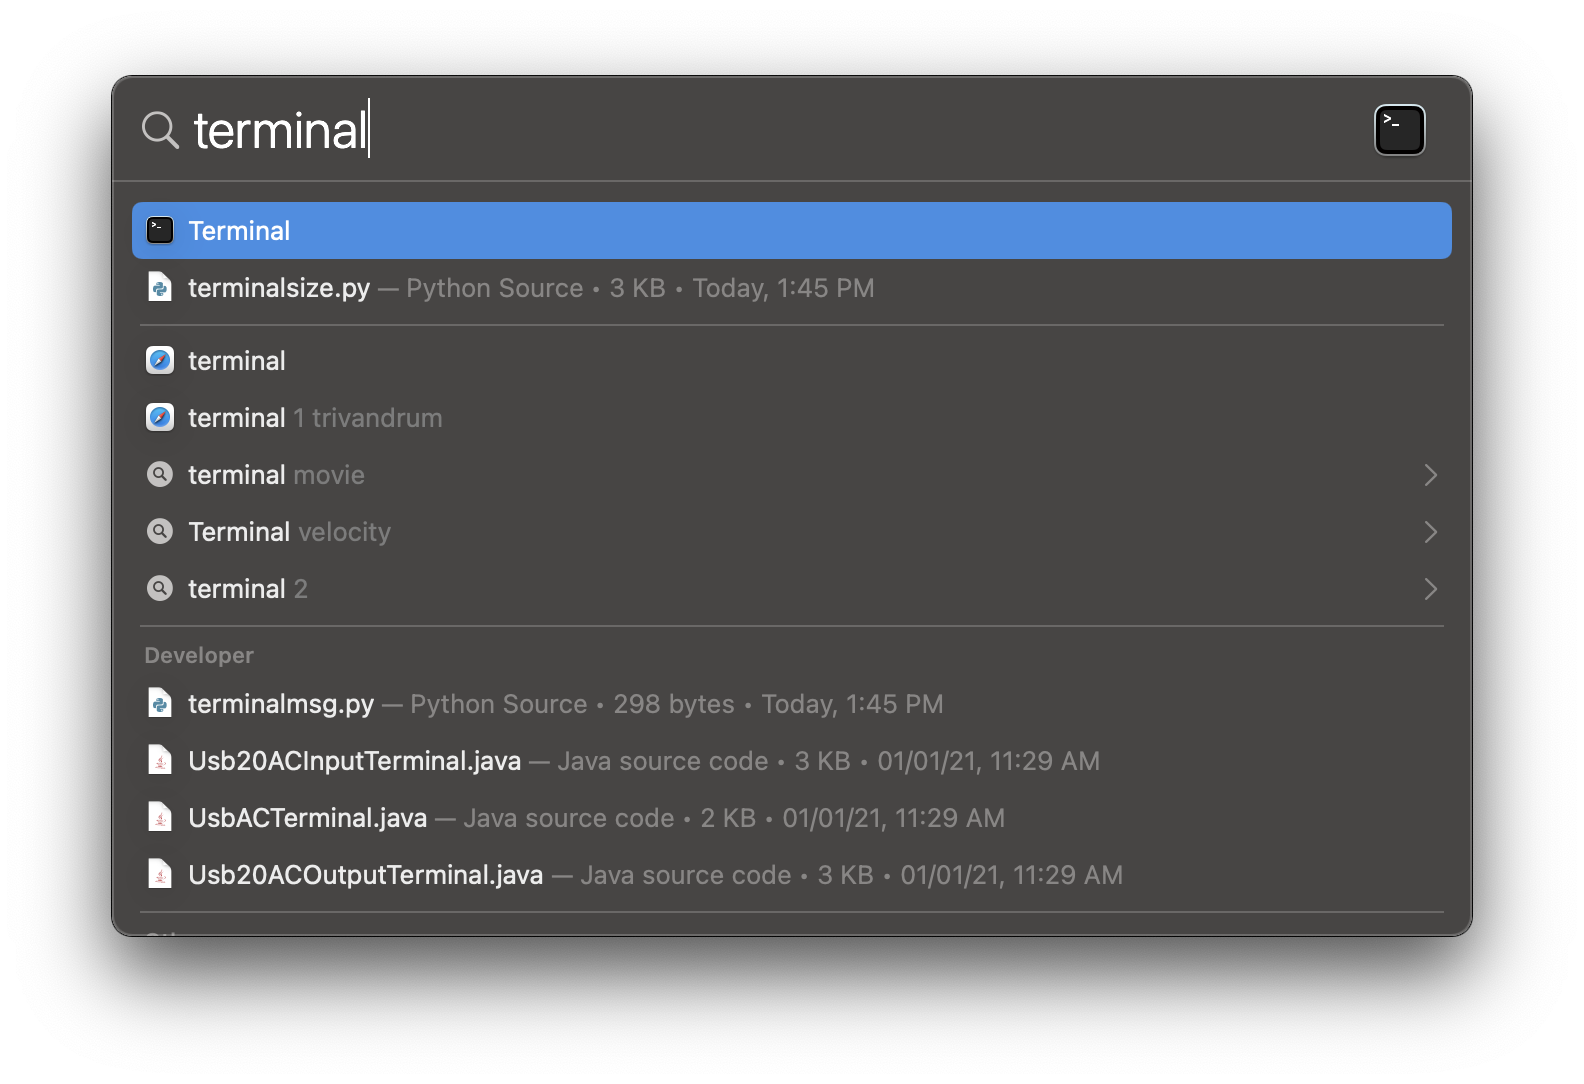 terminal
Terminal
terminalsize.py — Python Source • 3 KB • Today, 1:45 PM
terminal
terminal 1 trivandrum
terminal movie
Terminal velocity
terminal 2
Developer
terminalmsg.py — Python Source • 298 bytes • Today, 1:45 PM
Usb20ACInputTerminal.java — Java source code • 3 KB • 01/01/21, 11:29 AM
UsbACTerminal.java — Java source code • 2 KB • 01/01/21, 11:29 AM
Usb20ACOutputTerminal.java — Java source code • 3 KB • 01/01/21, 11:29 AM